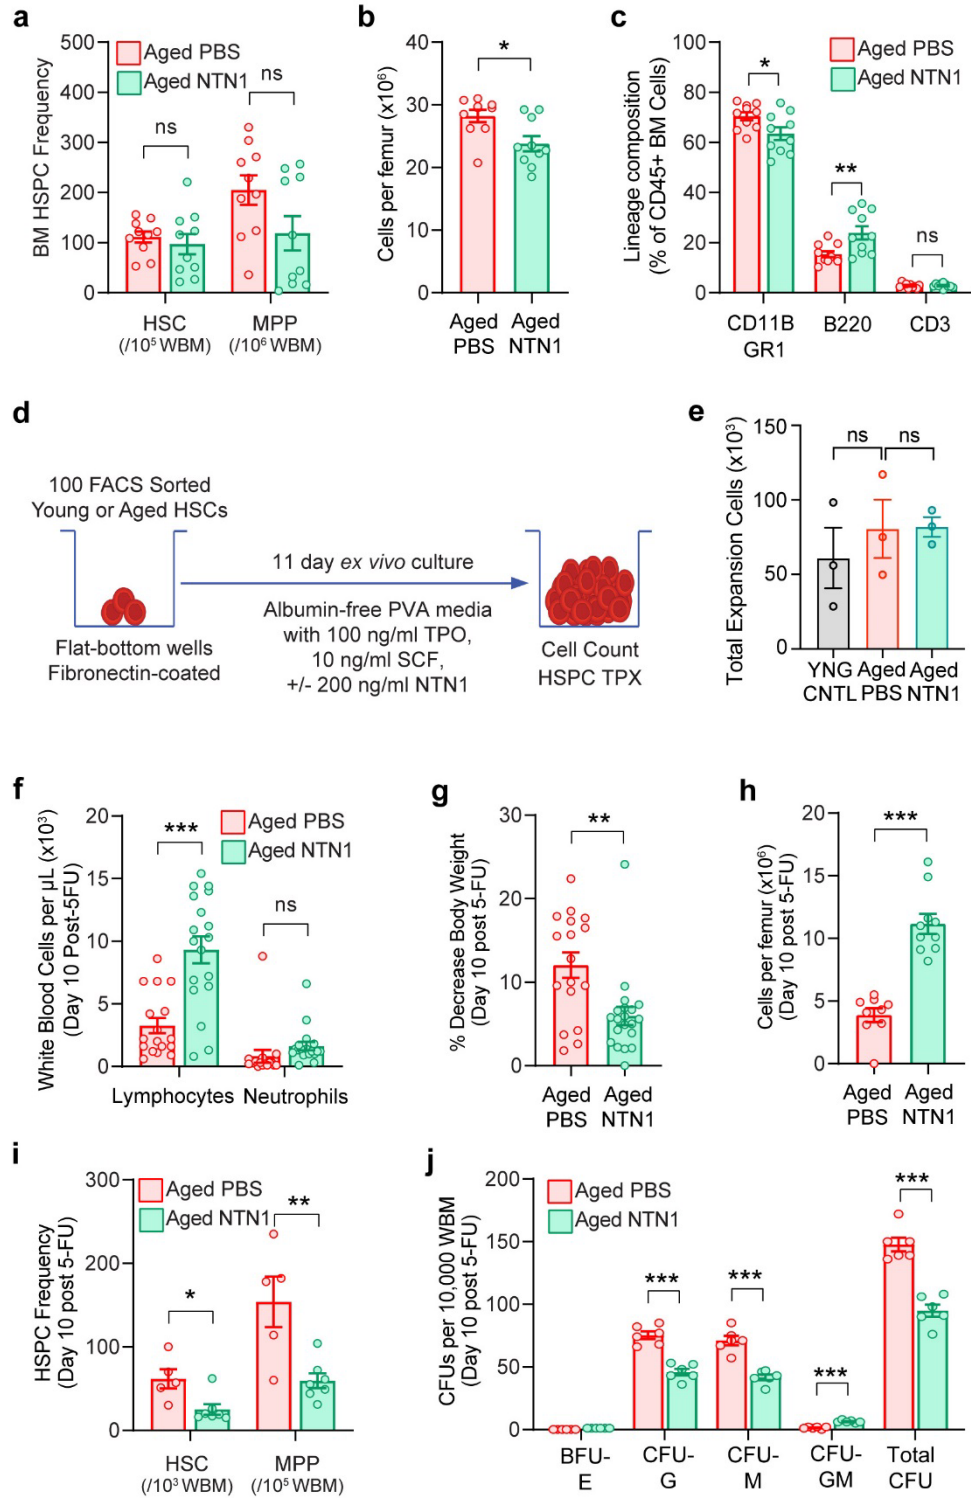 a
BM HSPC Frequency
500
400
300
200
100
0
Aged PBS
Aged NTN1
ns
ns
HSC
(/10⁵ WBM)
MPP
(/10⁶ WBM)
b
Cells per femur (x10⁶)
40
30
20
10
0
*
Aged
PBS
Aged
NTN1
c
Lineage composition
(% of CD45+ BM Cells)
100
80
60
40
20
0
Aged PBS
Aged NTN1
*
**
ns
CD11B
GR1
B220
CD3
d
100 FACS Sorted
Young or Aged HSCs
Flat-bottom wells
Fibronectin-coated
11 day ex vivo culture
Albumin-free PVA media
with 100 ng/ml TPO,
10 ng/ml SCF,
+/- 200 ng/ml NTN1
Cell Count
HSPC TPX
e
Total Expansion Cells (x10³)
150
100
50
0
ns
ns
YNG
CNTL
Aged
PBS
Aged
NTN1
f
White Blood Cells per µL (x10³)
(Day 10 Post-5FU)
20
15
10
5
0
Aged PBS
Aged NTN1
***
ns
Lymphocytes
Neutrophils
g
% Decrease Body Weight
(Day 10 post 5-FU)
30
20
10
0
**
Aged
PBS
Aged
NTN1
h
Cells per femur (x10⁶)
(Day 10 post 5-FU)
20
15
10
5
0
***
Aged
PBS
Aged
NTN1
i
HSPC Frequency
(Day 10 post 5-FU)
300
200
100
0
Aged PBS
Aged NTN1
*
**
HSC
(/10³ WBM)
MPP
(/10⁵ WBM)
j
CFUs per 10,000 WBM
(Day 10 post 5-FU)
200
150
100
50
0
Aged PBS
Aged NTN1
***
***
***
***
BFU-
E
CFU-
G
CFU-
M
CFU-
GM
Total
CFU